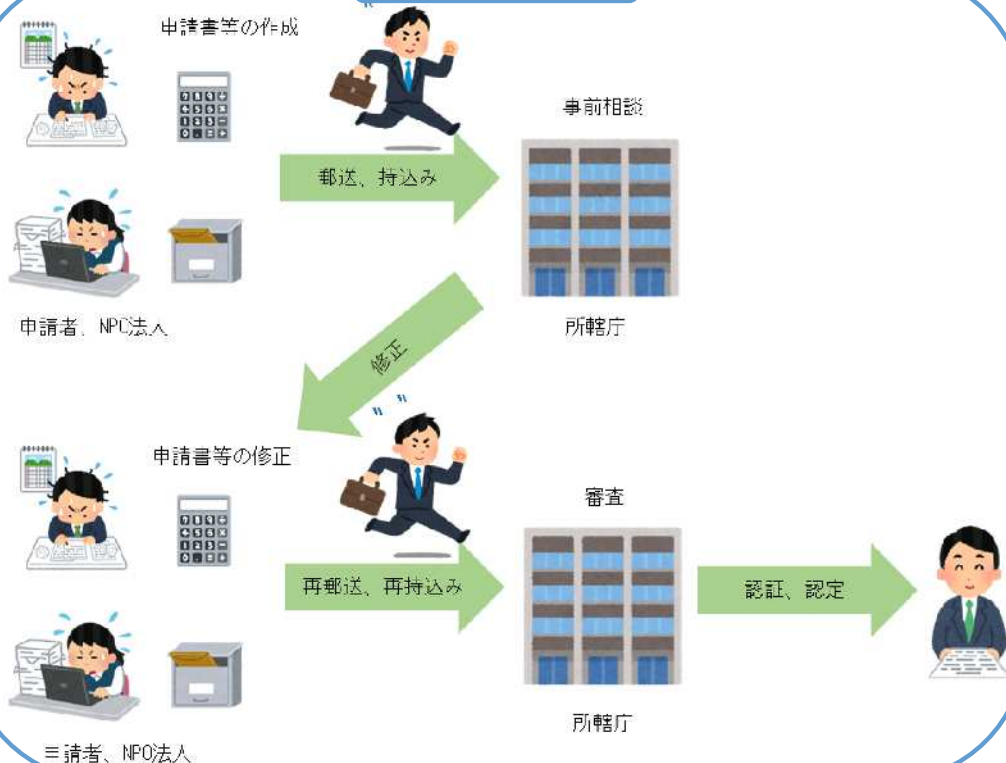 申請書等の作成
事前相談
郵送、持込み
申請者、NPO法人
所轄庁
修正
申請書等の修正
審査
再郵送、再持込み
認証、認定
所轄庁
請者、NPO法人